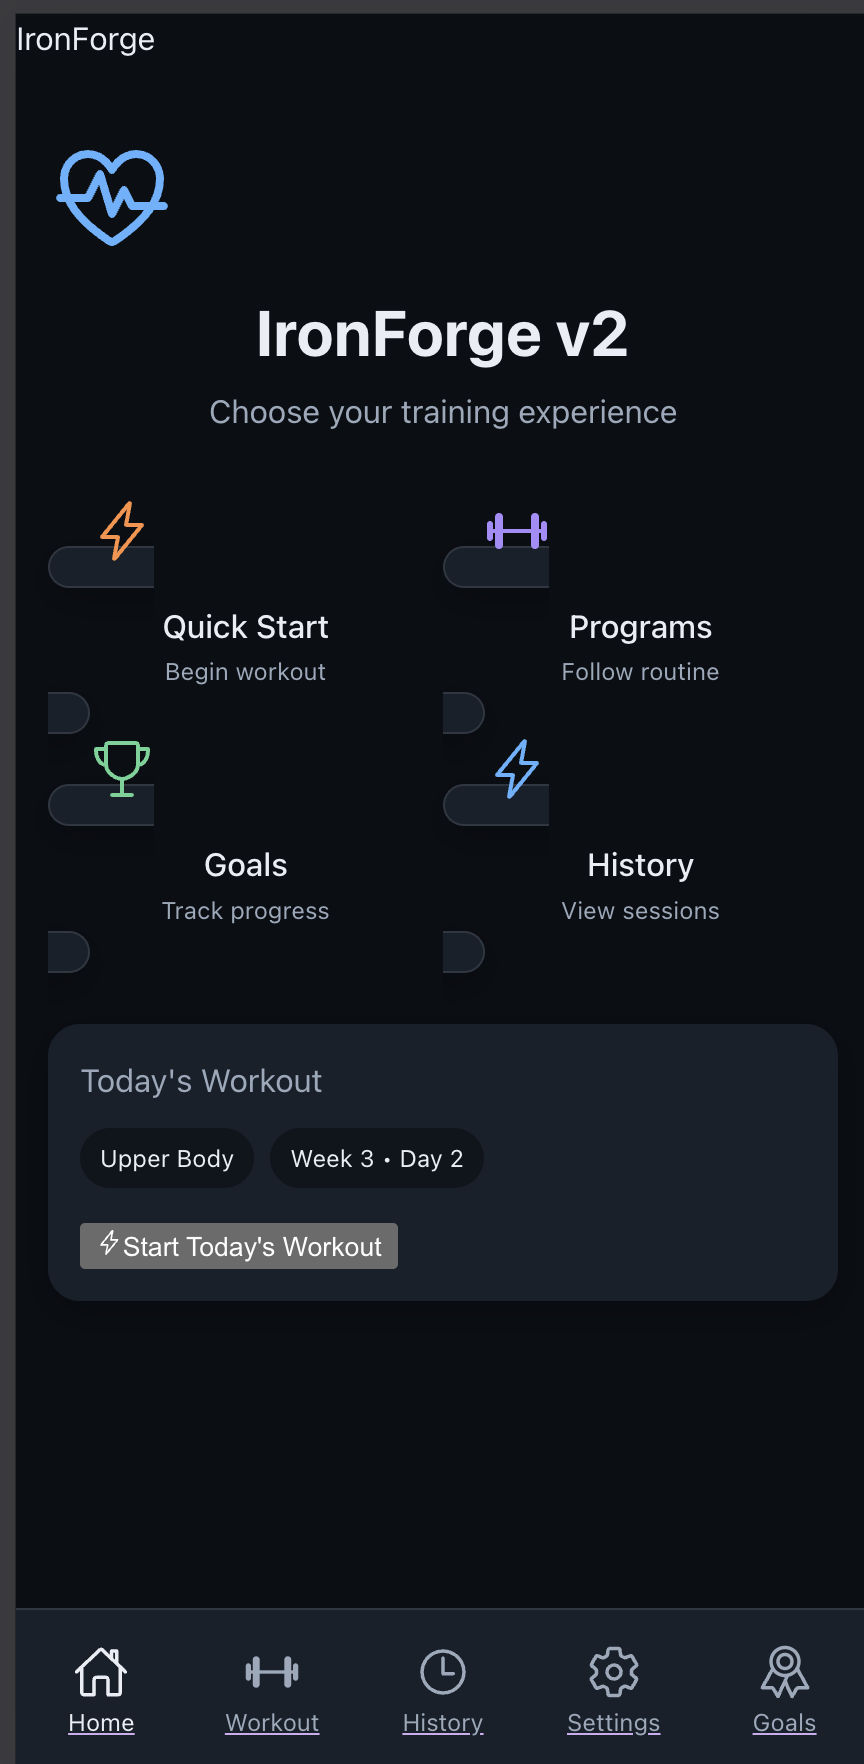 IronForge
IronForge v2
Choose your training experience
Quick Start
Begin workout
Programs
Follow routine
Goals
Track progress
History
View sessions
Today's Workout
Upper Body
Week 3 • Day 2
Start Today's Workout
Home
Workout
History
Settings
Goals